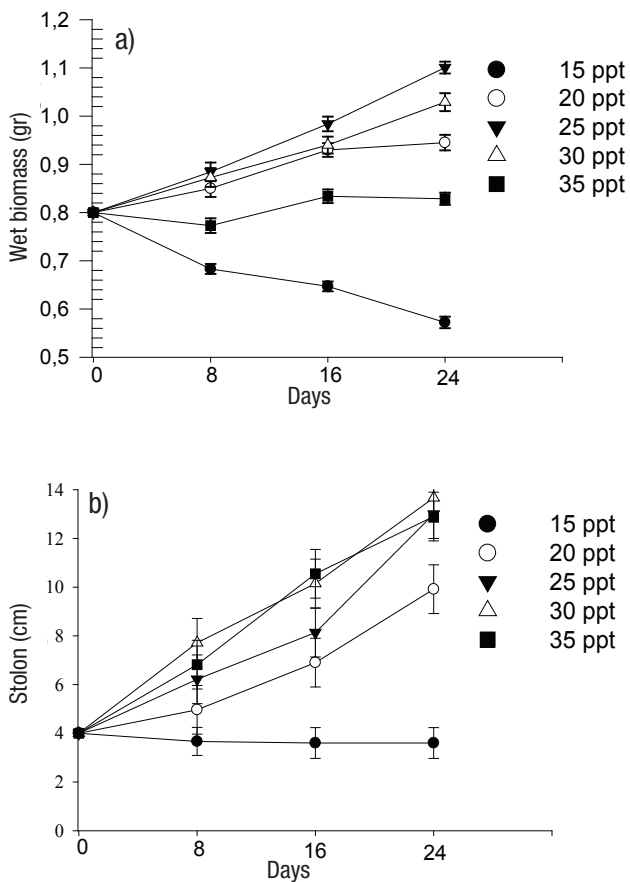 a)
Wet biomass (gr)
1,2
1,1
1,0
0,9
0,8
0,7
0,6
0,5
0
8
16
24
Days
15 ppt
20 ppt
25 ppt
30 ppt
35 ppt
b)
Stolon (cm)
14
12
10
8
6
4
2
0
0
8
16
24
Days
15 ppt
20 ppt
25 ppt
30 ppt
35 ppt